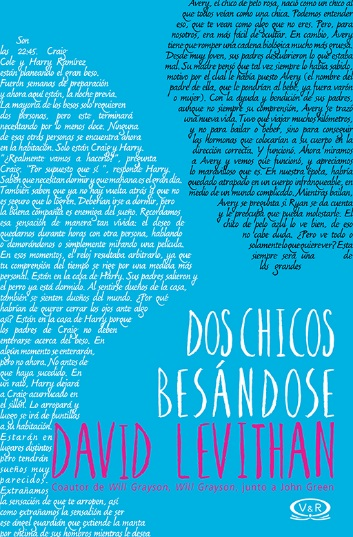 Son
las 22:45. Craig
Cole y Harry Ramírez
están planeando el gran beso.
Fueron semanas de preparación
y ahora aquí están, la noche previa.
La mayoría de los besos solo requieren
dos personas, pero este terminará
necesitando por lo menos doce. Ninguna
de esas otras personas se encuentra ahora
en la habitación. Solo están Craig y Harry.
"¿Realmente vamos a hacerlo?", pregunta
Craig. "Por supuesto que sí", responde Harry.
Saben que necesitan dormir y que mañana es el gran día.
También saben que ya no hay vuelta atrás y que no
es seguro que lo logren. Deberían irse a dormir, pero
la buena compañía es enemiga del sueño. Recordamos
esa sensación de manera tan vívida: el deseo de
quedarnos durante horas con otra persona, hablando
o demorándonos o simplemente mirando una película.
En esos momentos, el reloj resultaba arbitrario, ya que
tu comprensión del tiempo se rige por una medida más
personal. Están en la casa de Harry. Sus padres salieron y
el perro ya está dormido. Al sentirse dueños de la casa,
también se sienten dueños del mundo. ¿Por qué
habrían de querer cerrar los ojos ante algo
así? Están en la casa de Harry porque
los padres de Craig no deben
enterarse acerca del beso. En
algún momento se enterarán,
pero no ahora. No antes de
que haya sucedido. En
un rato, Harry dejará
a Craig acurrucado en
el sillón. Lo arropará y
luego se irá de puntillas
a su habitación.
Estarán en
lugares distintos
pero tendrán
sueños muy
parecidos.
Extrañamos
la sensación de que te arropen, así
como extrañamos la sensación de ser
ese ángel guardián que extiende la manta
por encima de sus hombros mientras le desea
Avery, el chico de pelo rosa, nació como un chico al
que todos veían como una chica. Podemos entender
eso, que te vean como algo que no eres. Pero, para
nosotros, era más fácil de ocultar. En cambio, Avery
tiene que romper una cadena biológica mucho más gruesa.
Desde muy joven, sus padres descubrieron lo que estaba
mal. Su madre pensó que tal vez siempre lo había sabido,
motivo por el cual le había puesto Avery (el nombre del
padre de ella, que le pondrían al bebé, ya fuera varón
o mujer). Con la ayuda y bendición de sus padres,
aunque no siempre su comprensión, Avery se trazó
una nueva vida. Tuvo que viajar muchos kilómetros,
y no para bailar o beber, sino para conseguir
las hormonas que ubicarían a su cuerpo en la
dirección correcta. Y funcionó. Ahora miramos
a Avery y vemos que funcionó, y apreciamos
lo maravilloso que es. En nuestra época, habría
quedado atrapado en un cuerpo infranqueable, en
medio de un mundo complicado. Mientras bailan,
Avery se pregunta si Ryan se da cuenta
y le preocupa que pueda molestarle. El
chico de pelo azul lo ve bien, de eso
no cabe duda. ¿Pero ve todo o
solamente lo que quiere ver? Esta
siempre será una de
las grandes
DOS CHICOS
BESÁNDOSE
DAVID LEVITHAN
Coautor de Will Grayson, Will Grayson, junto a John Green
V&R